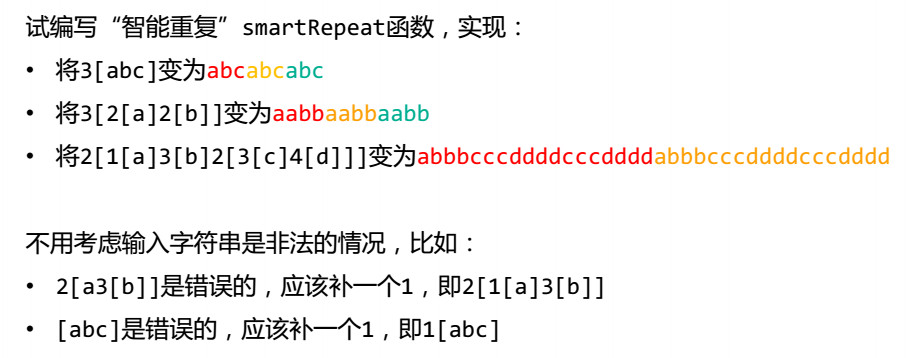 试编写“智能重复”smartRepeat函数，实现：
• 将3[abc]变为abcabcabc
• 将3[2[a]2[b]]变为aabbaabbaabb
• 将2[1[a]3[b]2[3[c]4[d]]]变为abbbcccddddcccddddabbbcccddddcccdddd
不用考虑输入字符串是非法的情况，比如：
• 2[a3[b]]是错误的，应该补一个1，即2[1[a]3[b]]
• [abc]是错误的，应该补一个1，即1[abc]